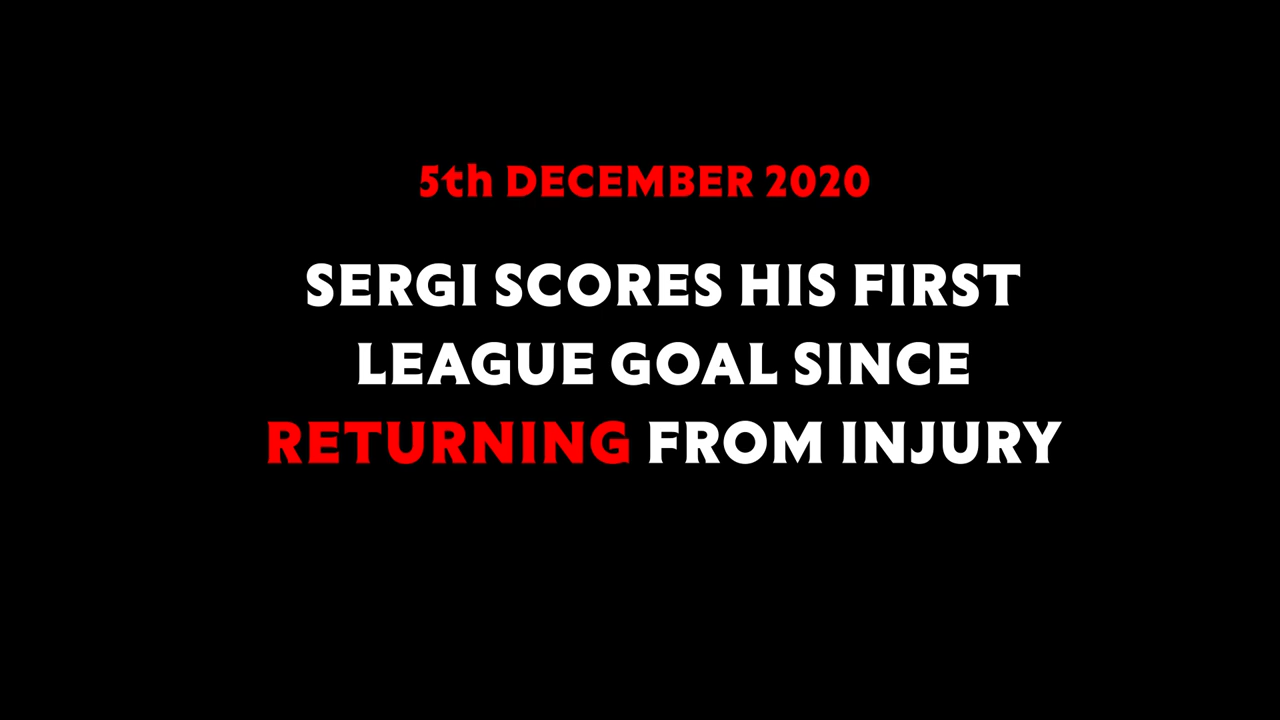 5th DECEMBER 2020
SERGI SCORES HIS FIRST
LEAGUE GOAL SINCE
RETURNING FROM INJURY